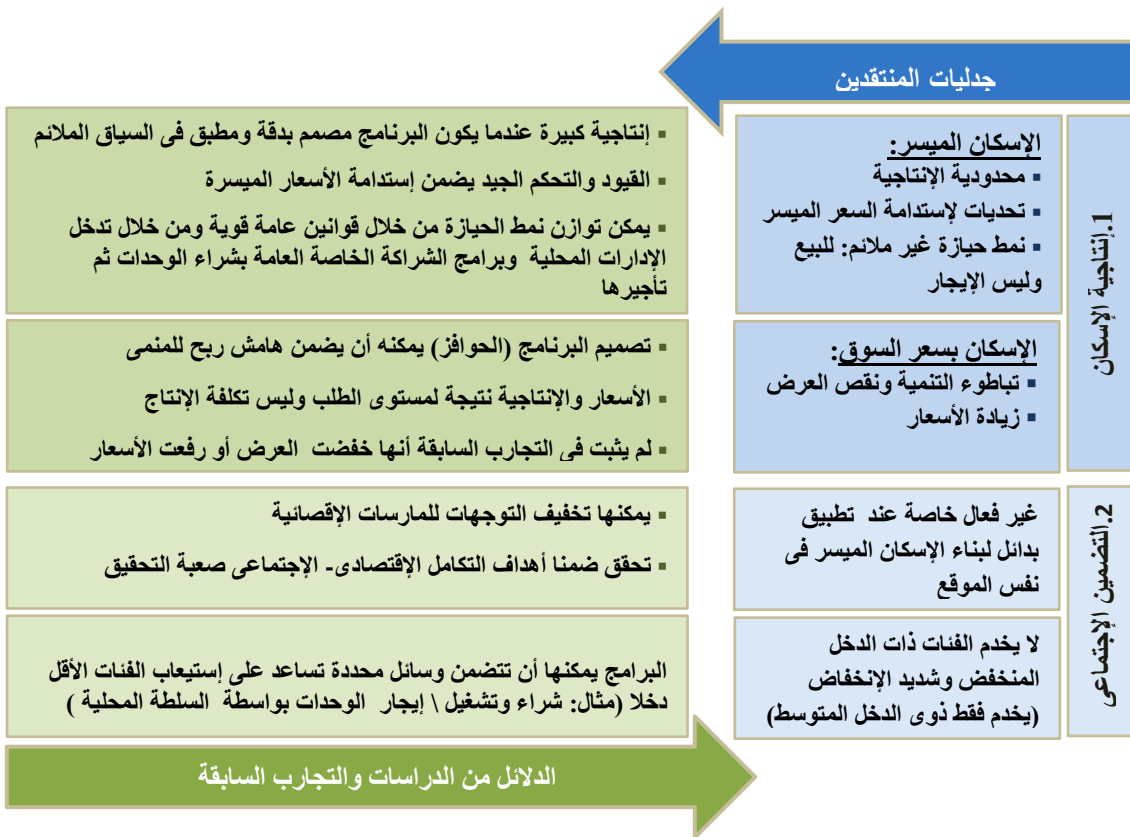 جدليات المنتقدين
1.إنتاجية الإسكان
الإسكان الميسر:
▪ محدودية الإنتاجية
▪ تحديات لإستدامة السعر الميسر
▪ نمط حيازة غير ملائم: للبيع
وليس الإيجار
▪ إنتاجية كبيرة عندما يكون البرنامج مصمم بدقة ومطبق فى السياق الملائم
▪ القيود والتحكم الجيد يضمن إستدامة الأسعار الميسرة
▪ يمكن توازن نمط الحيازة من خلال قوانين عامة قوية ومن خلال تدخل
الإدارات المحلية وبرامج الشراكة الخاصة العامة بشراء الوحدات ثم
تأجيرها
الإسكان بسعر السوق:
▪ تباطوء التنمية ونقص العرض
▪ زيادة الأسعار
▪ تصميم البرنامج (الحوافز) يمكنه أن يضمن هامش ربح للمنمى
▪ الأسعار والإنتاجية نتيجة لمستوى الطلب وليس تكلفة الإنتاج
▪ لم يثبت فى التجارب السابقة أنها خفضت العرض أو رفعت الأسعار
2.التضمين الإجتماعى
غير فعال خاصة عند تطبيق
بدائل لبناء الإسكان الميسر فى
نفس الموقع
▪ يمكنها تخفيف التوجهات للمارسات الإقصائية
▪ تحقق ضمنا أهداف التكامل الإقتصادى- الإجتماعى صعبة التحقيق
لا يخدم الفئات ذات الدخل
المنخفض وشديد الإنخفاض
(يخدم فقط ذوى الدخل المتوسط)
البرامج يمكنها أن تتضمن وسائل محددة تساعد على إستيعاب الفئات الأقل
دخلا (مثال: شراء وتشغيل \ إيجار الوحدات بواسطة السلطة المحلية )
الدلائل من الدراسات والتجارب السابقة